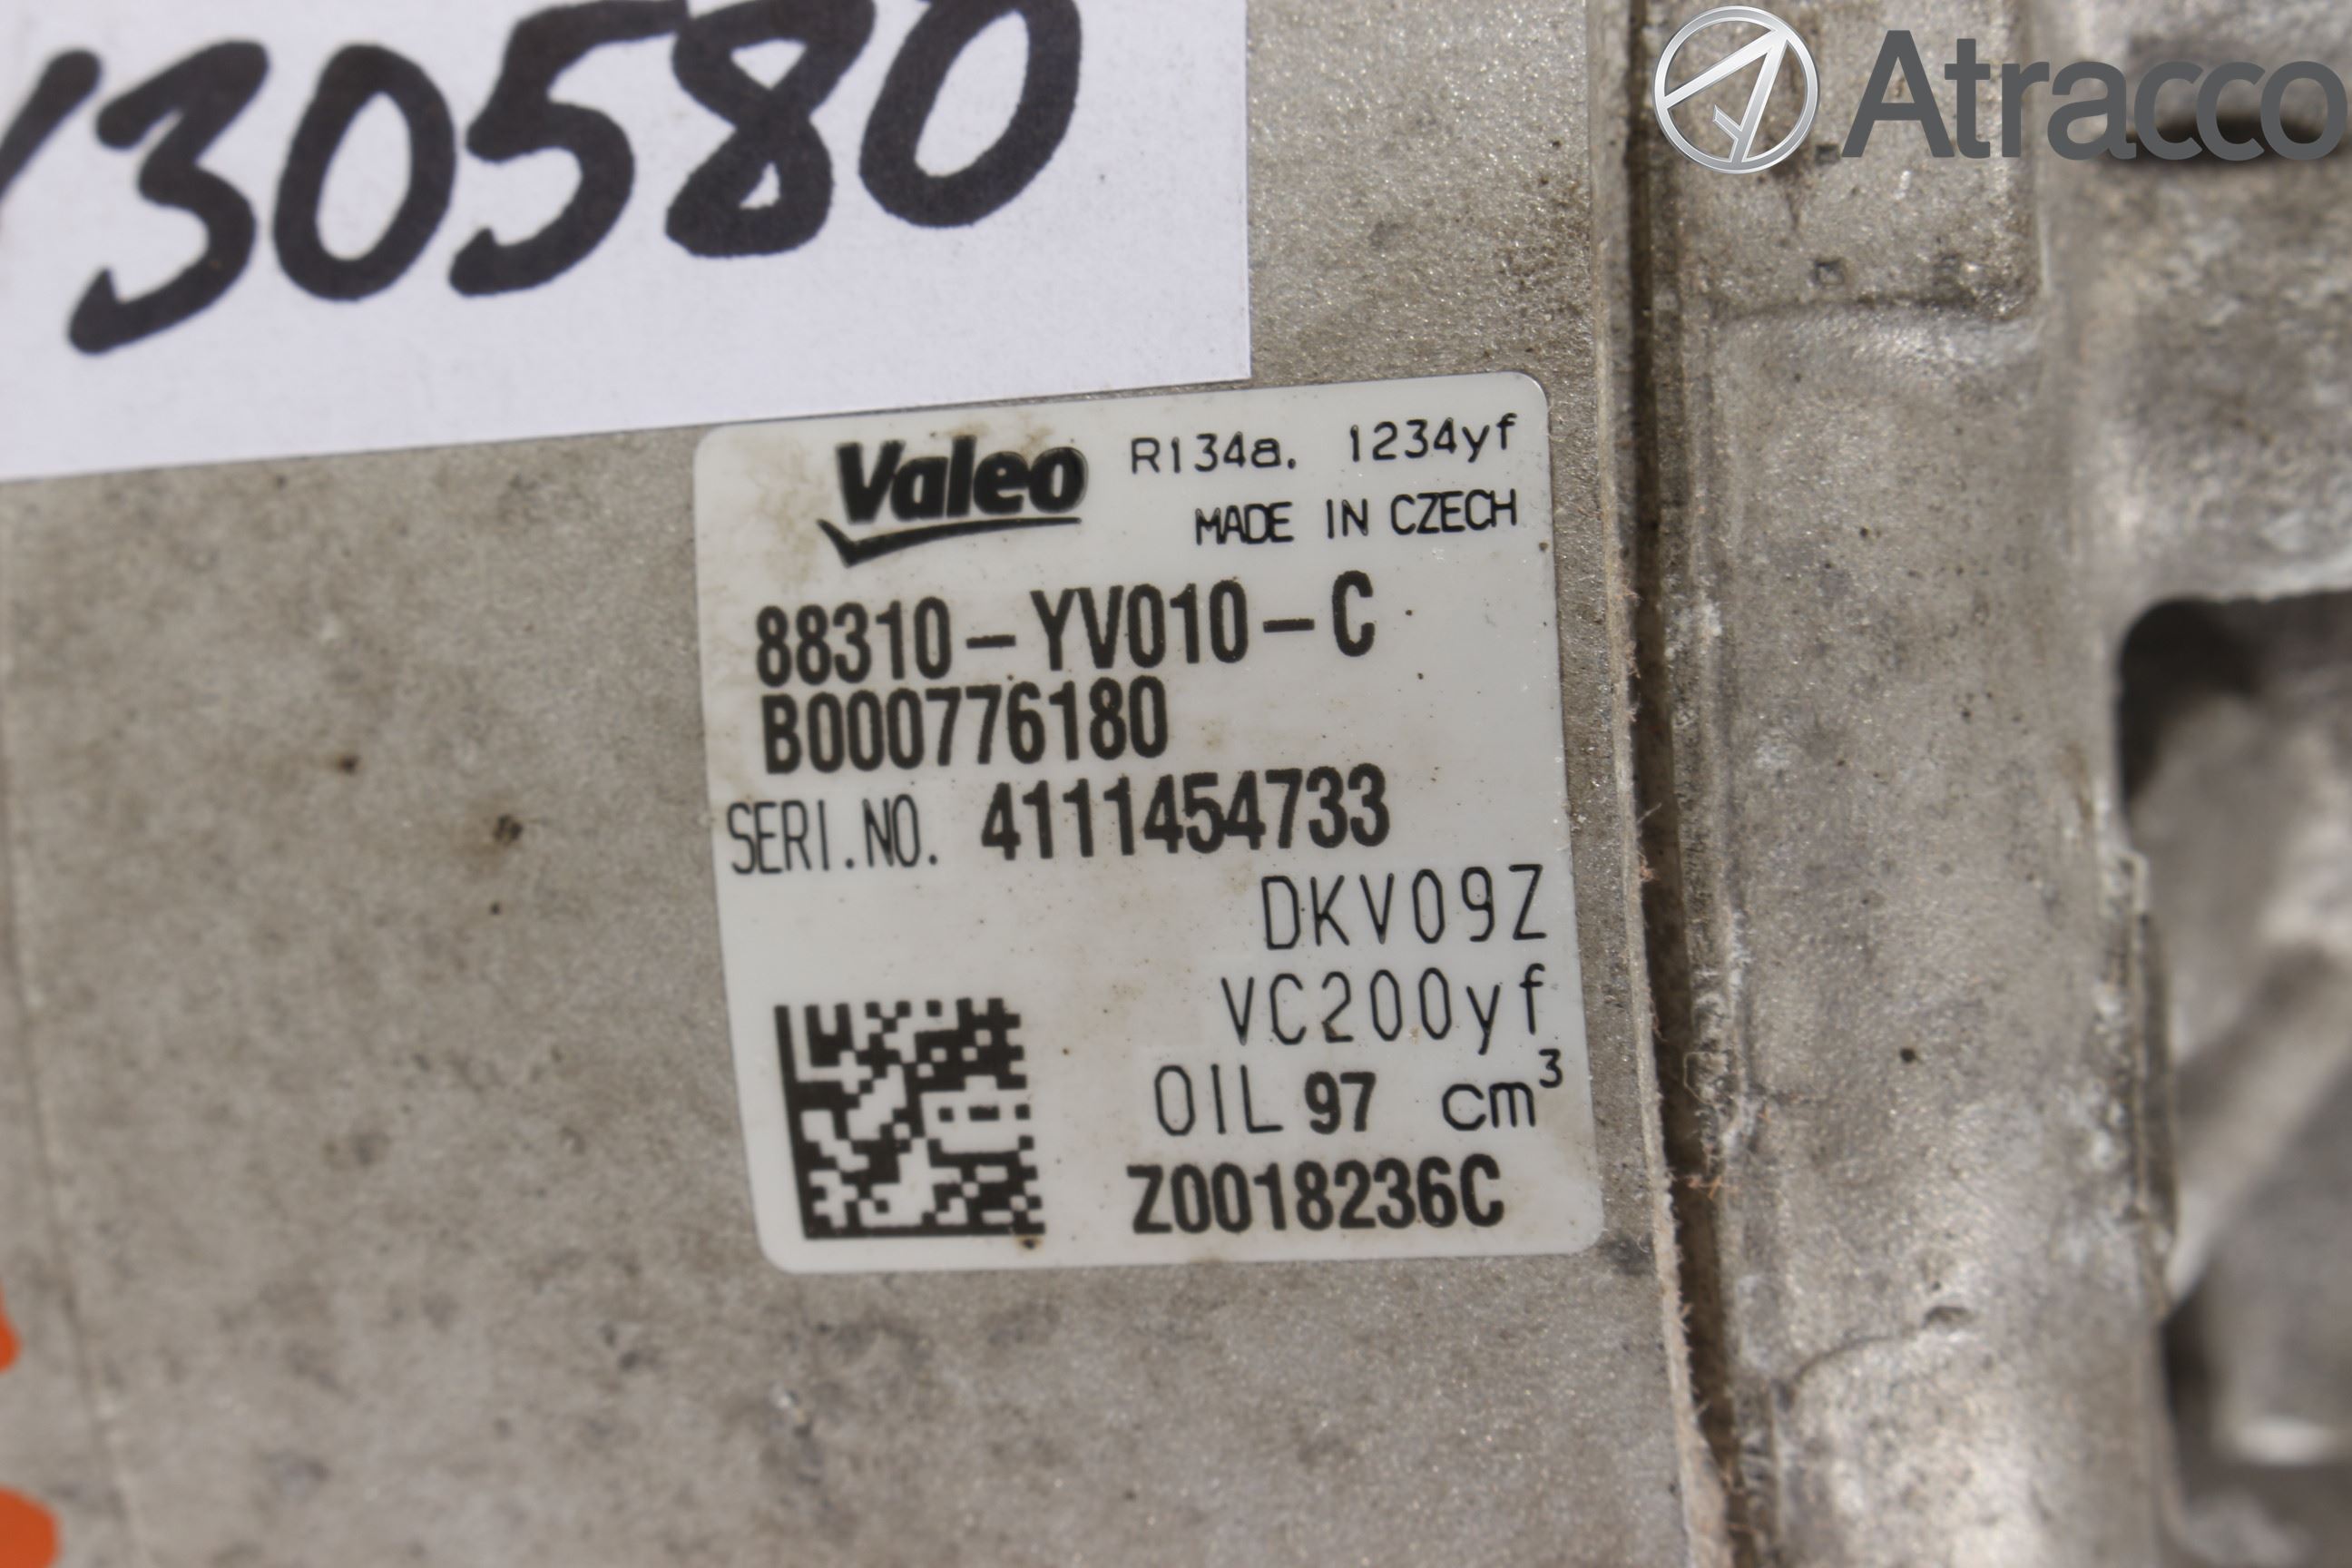 Atracco
30580
Valeo R134a. 1234yf
MADE IN CZECH
88310-YV010-C
B000776180
SERI.NO. 4111454733
DKV09Z
VC200yf
OIL 97 cm³
Z0018236C